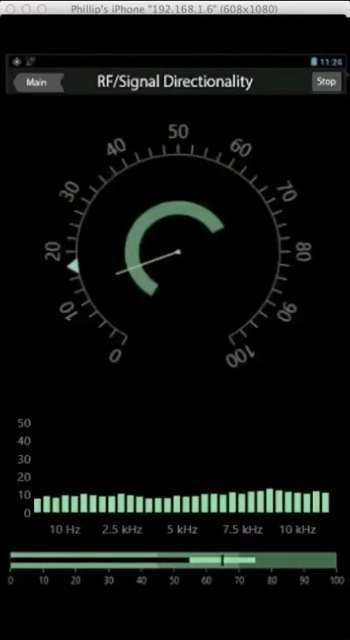 Phillip's iPhone "192.168.1.6" (608x1080)
11:26
Main RF/Signal Directionality Stop
0 10 20 30 40 50 60 70 80 90 100
50
40
30
20
10
0
10 Hz 2.5 kHz 5 kHz 7.5 kHz 10 kHz
0 10 20 30 40 50 60 70 80 90 100